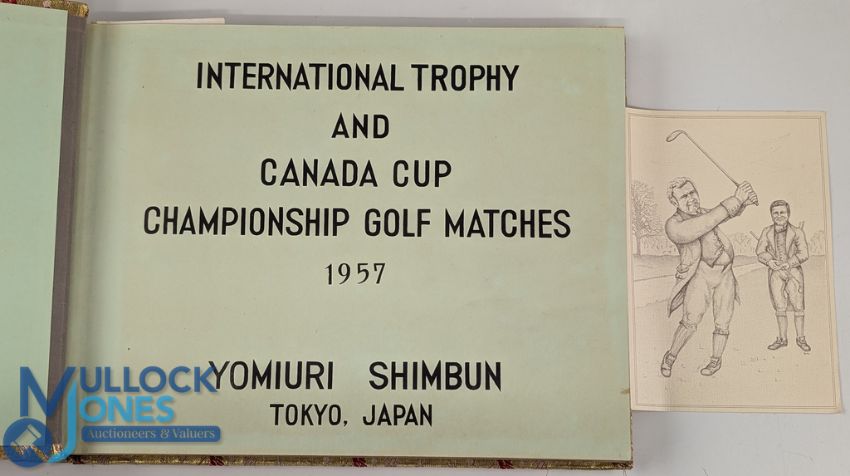 INTERNATIONAL TROPHY
AND
CANADA CUP
CHAMPIONSHIP GOLF MATCHES
1957
YOMIURI SHIMBUN
TOKYO, JAPAN
MULLOCK
JONES
Auctioneers & Valuers